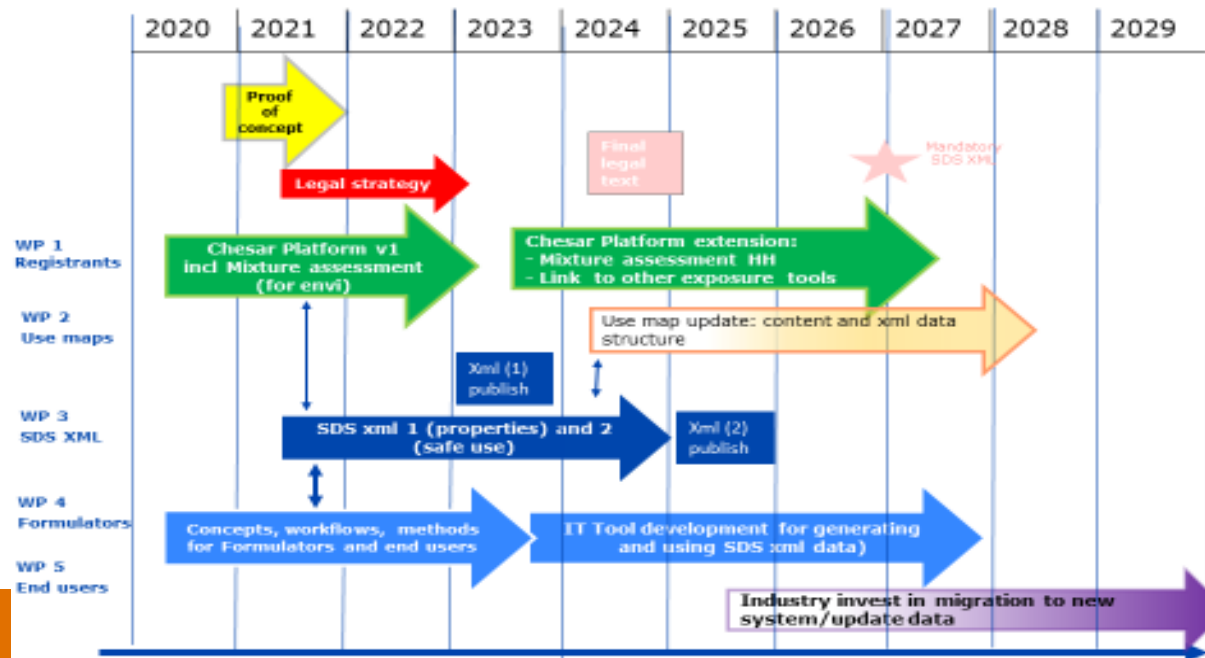 2020 2021 2022 2023 2024 2025 2026 2027 2028 2029
Proof
of
concept
Final
legal
text
Mandatory
SDS XML
Legal strategy
WP 1
Registrants
Chesar Platform v1
incl Mixture assessment
(for envi)
Chesar Platform extension:
- Mixture assessment HH
- Link to other exposure tools
WP 2
Use maps
Use map update: content and xml data
structure
Xml (1)
publish
WP 3
SDS XML
SDS xml 1 (properties) and 2
(safe use)
Xml (2)
publish
WP 4
Formulators
Concepts, workflows, methods
for Formulators and end users
IT Tool development for generating
and using SDS xml data)
WP 5
End users
Industry invest in migration to new
system/update data